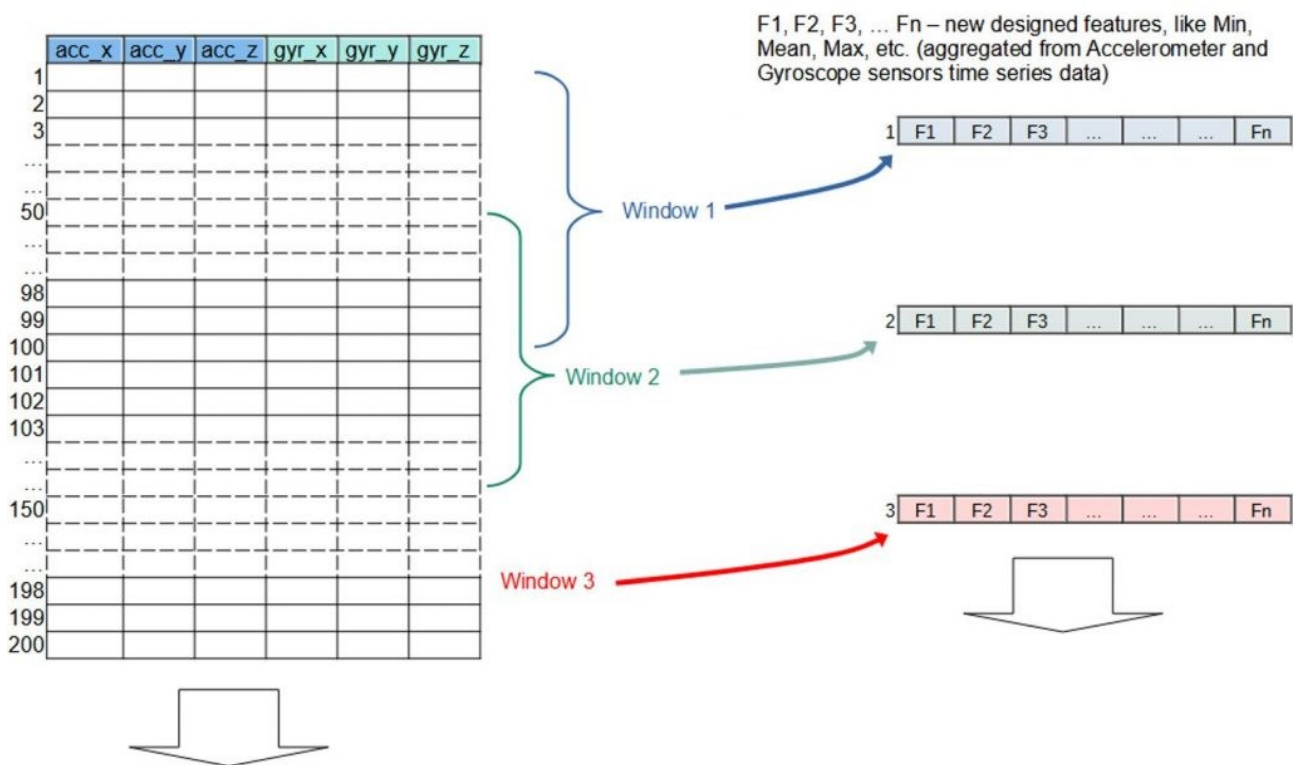 F1, F2, F3, ... Fn – new designed features, like Min,
Mean, Max, etc. (aggregated from Accelerometer and
Gyroscope sensors time series data)
acc_x acc_y acc_z gyr_x gyr_y gyr_z
1
2
3
...
...
50
...
...
98
99
100
101
102
103
...
...
150
...
...
198
199
200
Window 1
Window 2
Window 3
1 F1 F2 F3 ... ... ... Fn
2 F1 F2 F3 ... ... ... Fn
3 F1 F2 F3 ... ... ... Fn